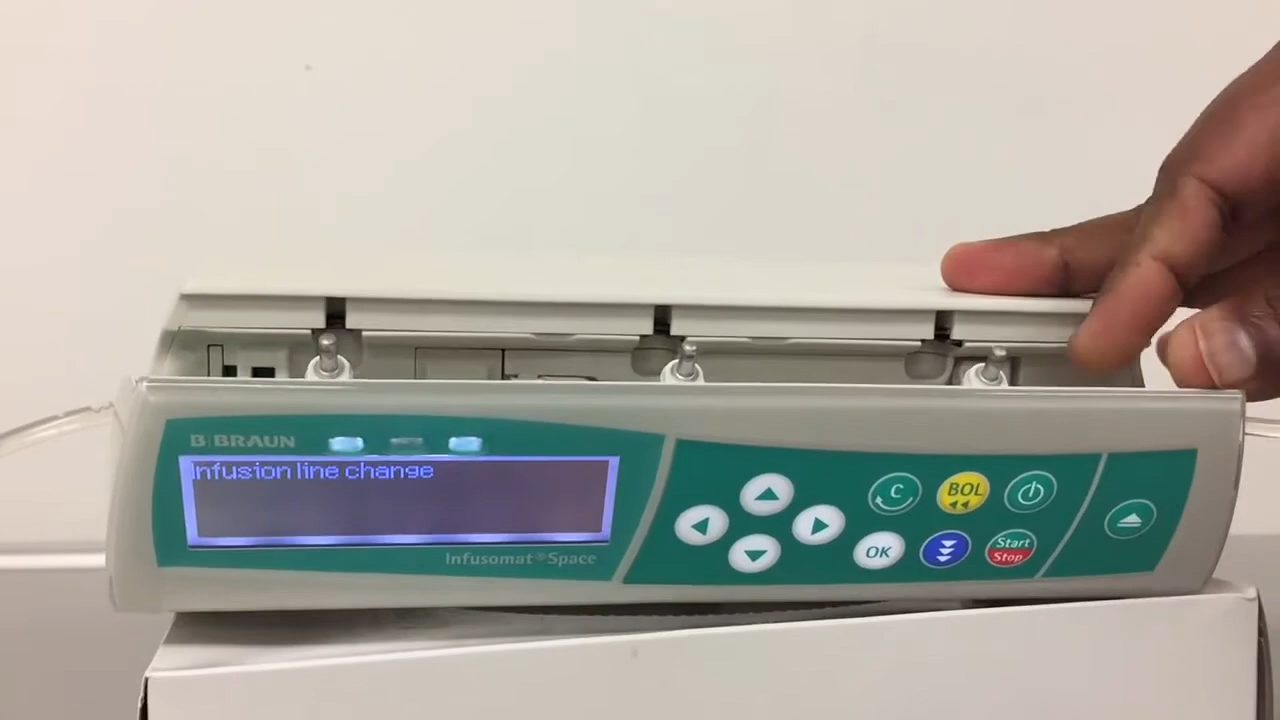 B BRAUN
Infusion line change
Infusomat®Space
C
BOL
OK
Start
Stop